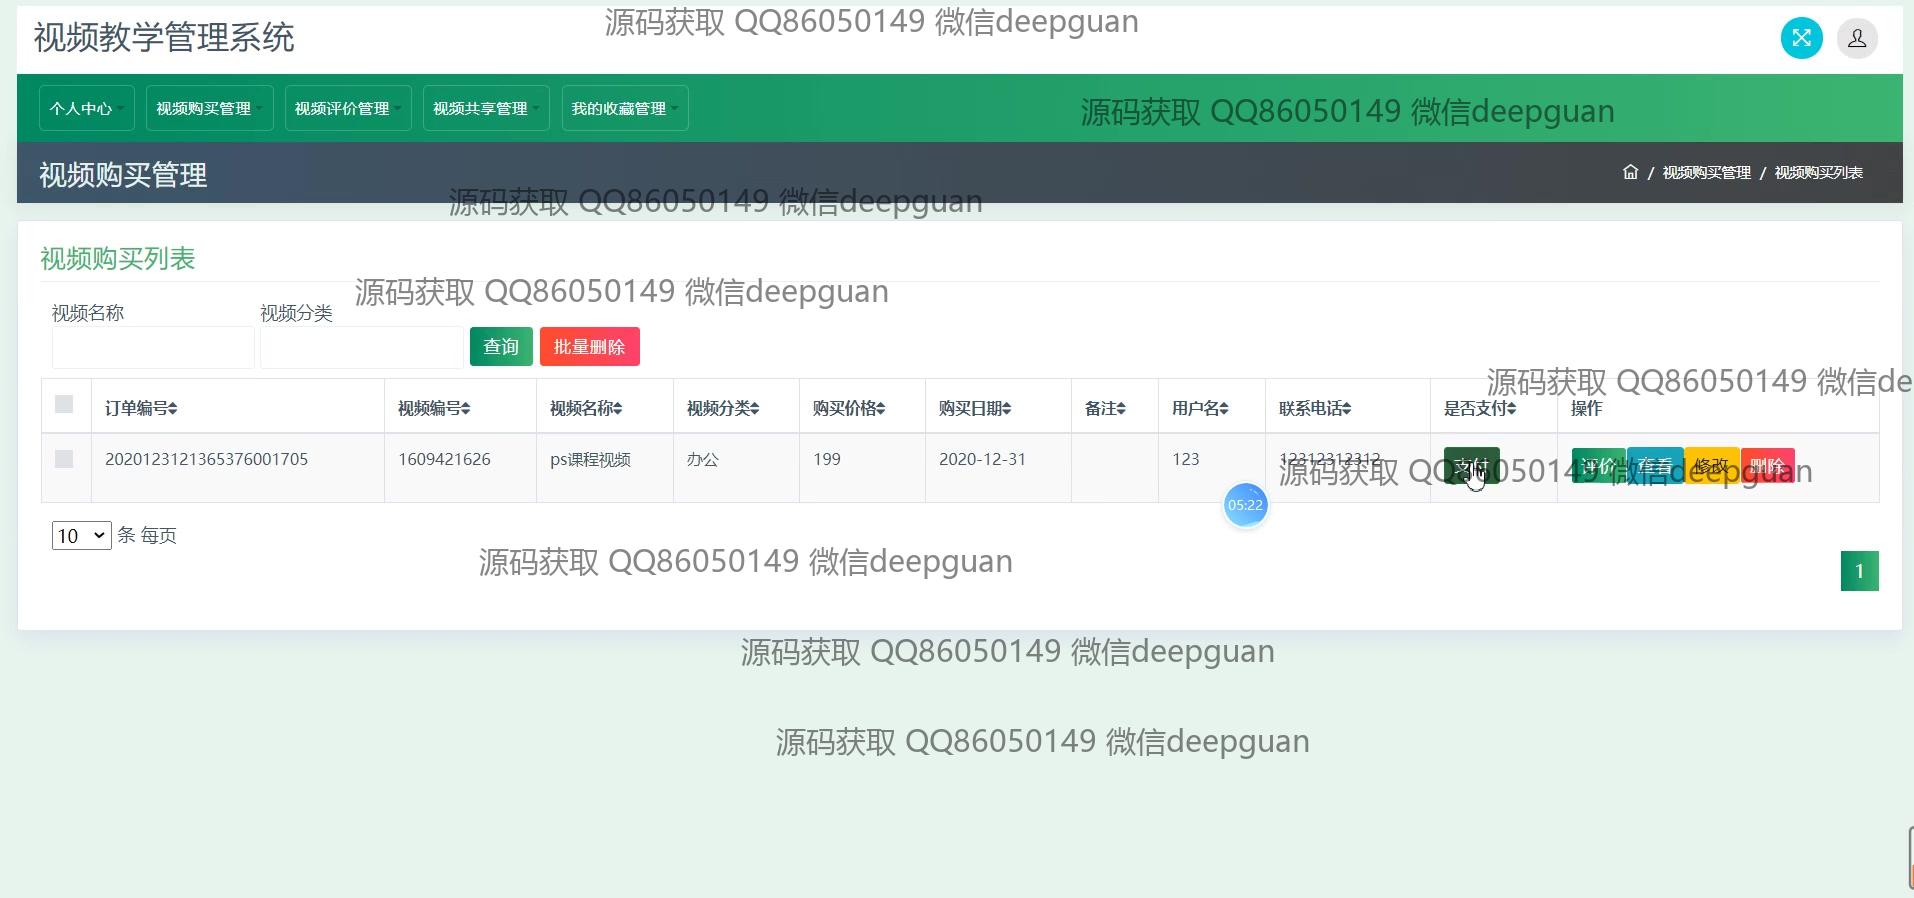 视频教学管理系统
源码获取 QQ86050149 微信deepguan
个人中心 视频购买管理 视频评价管理 视频共享管理 我的收藏管理
源码获取 QQ86050149 微信deepguan
视频购买管理
/ 视频购买管理 / 视频购买列表
源码获取 QQ86050149 微信deepguan
视频购买列表
源码获取 QQ86050149 微信deepguan
视频名称 视频分类
查询 批量删除
源码获取 QQ86050149 微信de
订单编号 视频编号 视频名称 视频分类 购买价格 购买日期 备注 用户名 联系电话 是否支付 操作
2020123121365376001705 1609421626 ps课程视频 办公 199 2020-12-31 123 12312312312 支付 评价 查看 修改 删除
源码获取 QQ86050149 微信deepguan
05:22
10 条 每页
源码获取 QQ86050149 微信deepguan
1
源码获取 QQ86050149 微信deepguan
源码获取 QQ86050149 微信deepguan